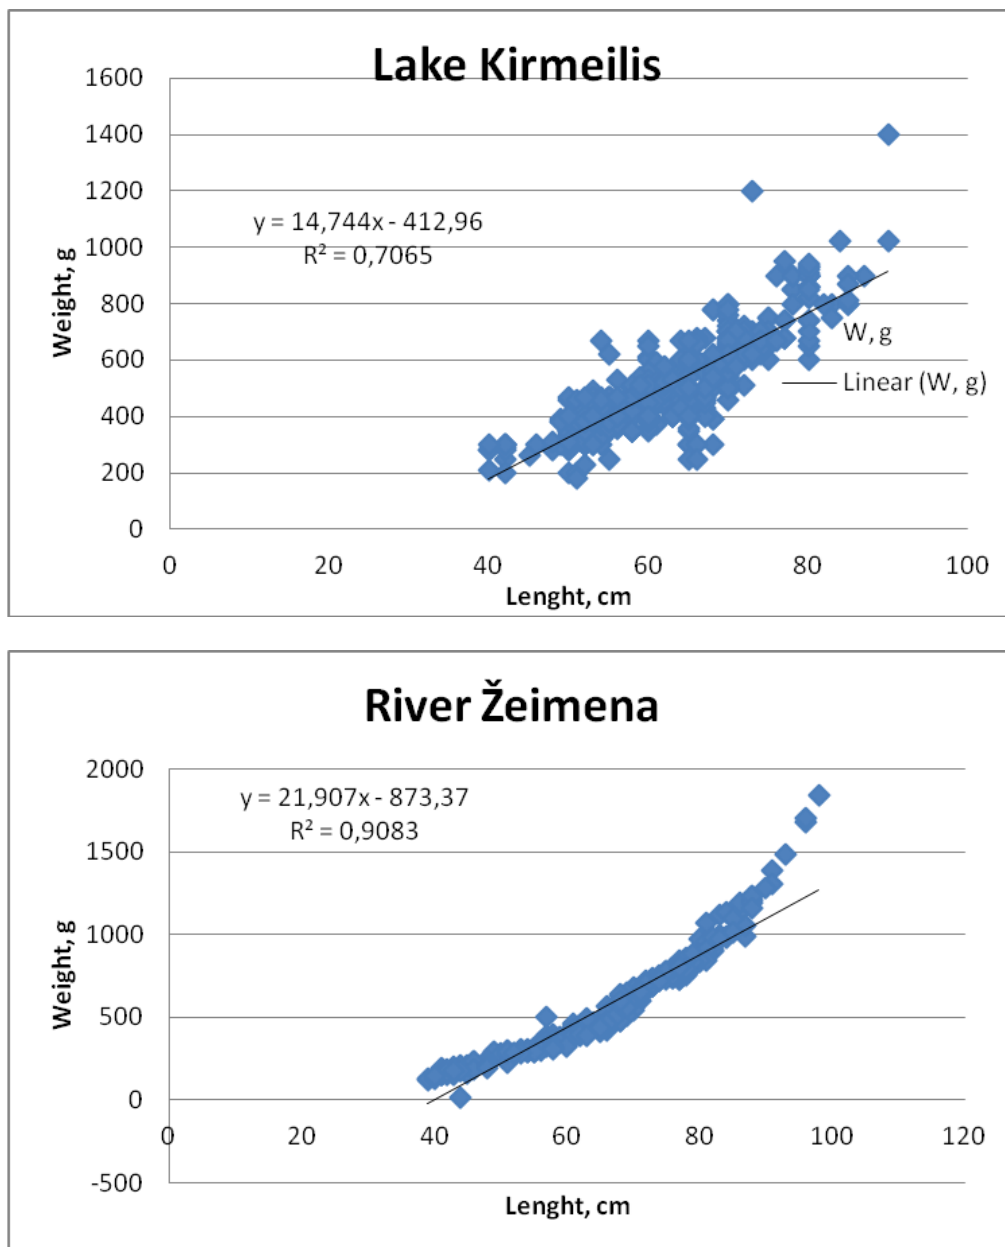 Lake Kirmeilis
1600
1400
1200
1000
800
600
400
200
0
Weight, g
y = 14,744x - 412,96
R² = 0,7065
W, g
Linear (W, g)
0 20 40 60 80 100
Lenght, cm
River Žeimena
2000
1500
1000
500
0
-500
Weight, g
y = 21,907x - 873,37
R² = 0,9083
0 20 40 60 80 100 120
Lenght, cm